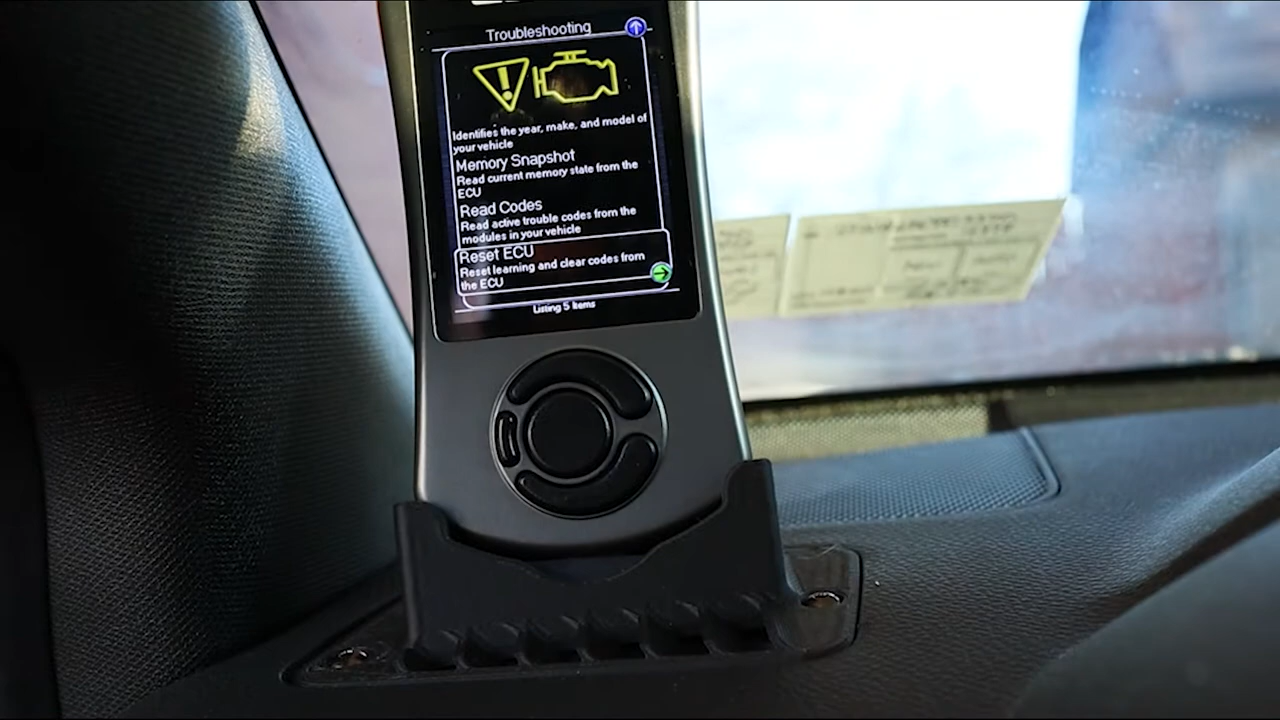 Troubleshooting
Identifies the year, make, and model of
your vehicle
Memory Snapshot
Read current memory state from the
ECU
Read Codes
Read active trouble codes from the
modules in your vehicle
Reset ECU
Reset learning and clear codes from
the ECU
Listing 5 Items